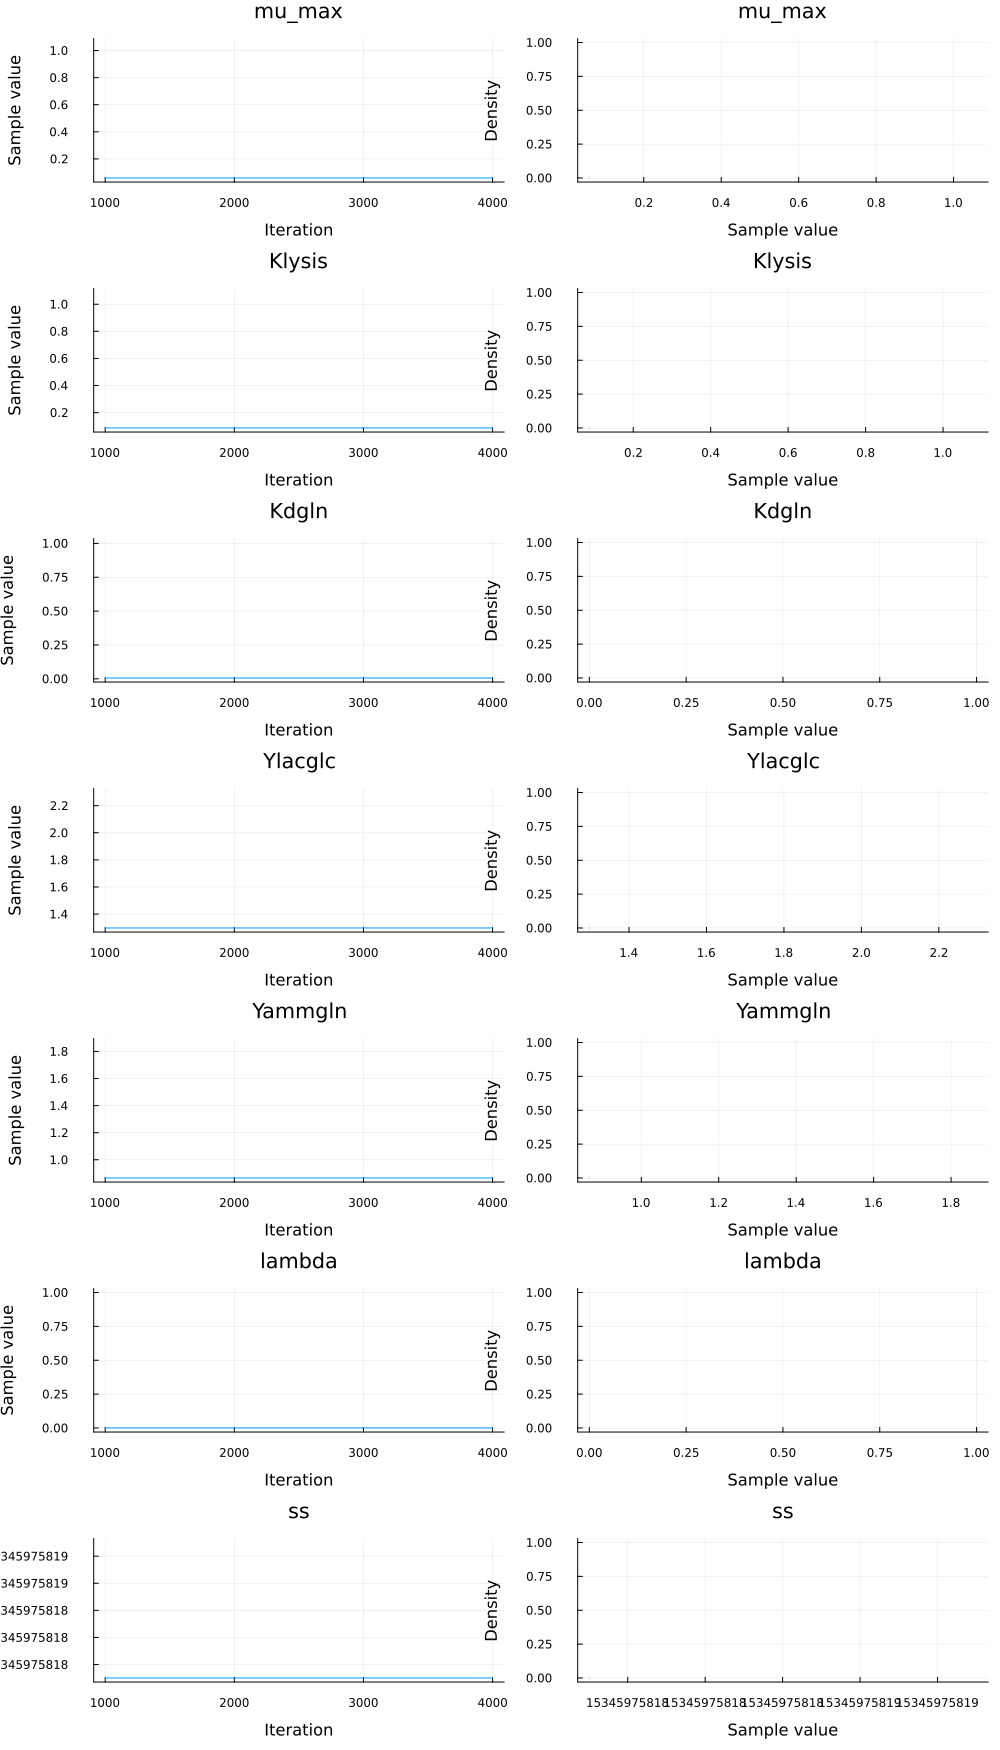 mu_max
mu_max
Sample value
1.0
0.8
0.6
0.4
0.2
1000 2000 3000 4000
Iteration
Density
1.00
0.75
0.50
0.25
0.00
0.2 0.4 0.6 0.8 1.0
Sample value
Klysis
Klysis
Sample value
1.0
0.8
0.6
0.4
0.2
1000 2000 3000 4000
Iteration
Density
1.00
0.75
0.50
0.25
0.00
0.2 0.4 0.6 0.8 1.0
Sample value
Kdgln
Kdgln
Sample value
1.00
0.75
0.50
0.25
0.00
1000 2000 3000 4000
Iteration
Density
1.00
0.75
0.50
0.25
0.00
0.00 0.25 0.50 0.75 1.00
Sample value
Ylacglc
Ylacglc
Sample value
2.2
2.0
1.8
1.6
1.4
1000 2000 3000 4000
Iteration
Density
1.00
0.75
0.50
0.25
0.00
1.4 1.6 1.8 2.0 2.2
Sample value
Yammgln
Yammgln
Sample value
1.8
1.6
1.4
1.2
1.0
1000 2000 3000 4000
Iteration
Density
1.00
0.75
0.50
0.25
0.00
1.0 1.2 1.4 1.6 1.8
Sample value
lambda
lambda
Sample value
1.00
0.75
0.50
0.25
0.00
1000 2000 3000 4000
Iteration
Density
1.00
0.75
0.50
0.25
0.00
0.00 0.25 0.50 0.75 1.00
Sample value
ss
ss
345975819
345975819
345975818
345975818
345975818
1000 2000 3000 4000
Iteration
Density
1.00
0.75
0.50
0.25
0.00
15345975818 15345975818 15345975818 15345975819 15345975819
Sample value